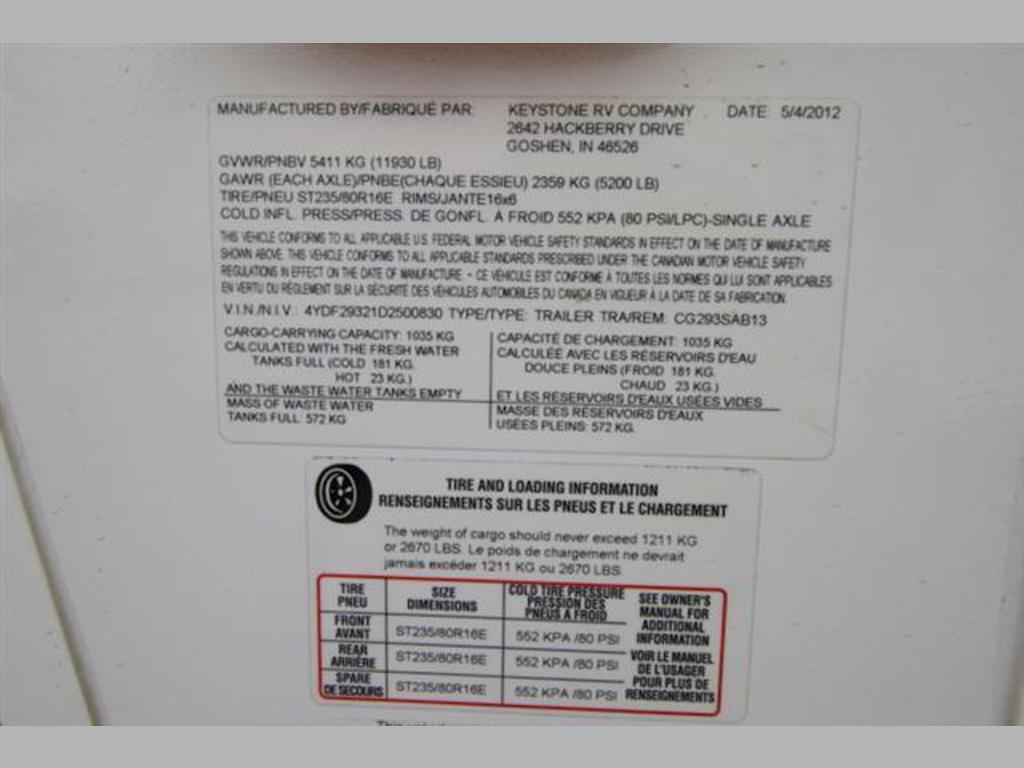 MANUFACTURED BY/FABRIQUÉ PAR: KEYSTONE RV COMPANY DATE: 5/4/2012
2642 HACKBERRY DRIVE
GOSHEN, IN 46526
GVWR/PNBV 5411 KG (11930 LB)
GAWR (EACH AXLE)/PNBE(CHAQUE ESSIEU) 2359 KG (5200 LB)
TIRE/PNEU ST235/80R16E RIMS/JANTE16x6
COLD INFL. PRESS/PRESS. DE GONFL. À FROID 552 KPA (80 PSI/LPC)-SINGLE AXLE
THIS VEHICLE CONFORMS TO ALL APPLICABLE U.S. FEDERAL MOTOR VEHICLE SAFETY STANDARDS IN EFFECT ON THE DATE OF MANUFACTURE
SHOWN ABOVE. THIS VEHICLE CONFORMS TO ALL APPLICABLE STANDARDS PRESCRIBED UNDER THE CANADIAN MOTOR VEHICLE SAFETY
REGULATIONS IN EFFECT ON THE DATE OF MANUFACTURE - CE VÉHICULE EST CONFORME À TOUTES LES NORMES QUI LUI SONT APPLICABLES
EN VERTU DU RÈGLEMENT SUR LA SÉCURITÉ DES VÉHICULES AUTOMOBILES DU CANADA EN VIGUEUR À LA DATE DE SA FABRICATION.
V.I.N./N.I.V.: 4YDF29321D2500830 TYPE/TYPE: TRAILER TRA/REM: CG293SAB13
CARGO-CARRYING CAPACITY: 1035 KG
CALCULATED WITH THE FRESH WATER
TANKS FULL (COLD 181 KG.
HOT 23 KG.)
AND THE WASTE WATER TANKS EMPTY
MASS OF WASTE WATER
TANKS FULL: 572 KG
CAPACITÉ DE CHARGEMENT: 1035 KG
CALCULÉE AVEC LES RÉSERVOIRS D'EAU
DOUCE PLEINS (FROID 181 KG.
CHAUD 23 KG.)
ET LES RÉSERVOIRS D'EAUX USÉES VIDES
MASSE DES RÉSERVOIRS D'EAUX
USÉES PLEINS: 572 KG.
TIRE AND LOADING INFORMATION
RENSEIGNEMENTS SUR LES PNEUS ET LE CHARGEMENT
The weight of cargo should never exceed 1211 KG
or 2670 LBS. Le poids de chargement ne devrait
jamais excéder 1211 KG ou 2670 LBS.
TIRE
PNEU
SIZE
DIMENSIONS
COLD TIRE PRESSURE
PRESSION DES
PNEUS A FROID
SEE OWNER'S
MANUAL FOR
ADDITIONAL
INFORMATION
VOIR LE MANUEL
DE L'USAGER
POUR PLUS DE
RENSEIGNEMENTS
FRONT
AVANT
ST235/80R16E 552 KPA /80 PSI
REAR
ARRIÈRE
ST235/80R16E 552 KPA /80 PSI
SPARE
DE SECOURS
ST235/80R16E 552 KPA /80 PSI